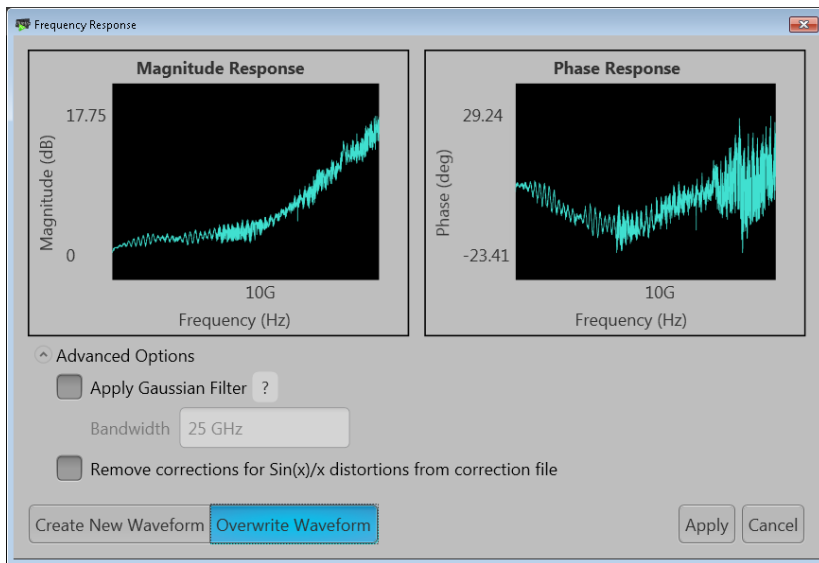 Frequency Response
Magnitude Response
17.75
Magnitude (dB)
0
10G
Frequency (Hz)
Phase Response
29.24
Phase (deg)
-23.41
10G
Frequency (Hz)
Advanced Options
Apply Gaussian Filter ?
Bandwidth 25 GHz
Remove corrections for Sin(x)/x distortions from correction file
Create New Waveform Overwrite Waveform Apply Cancel